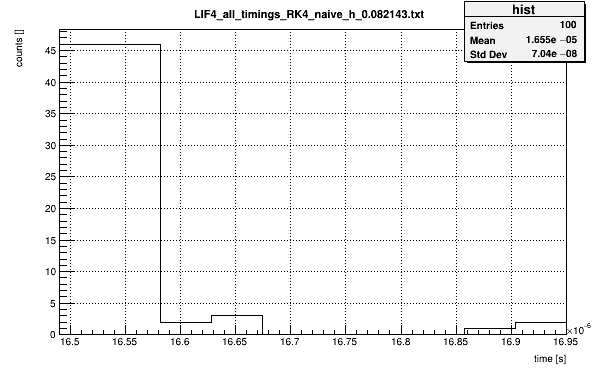 LIF4_all_timings_RK4_naive_h_0.082143.txt
hist
Entries 100
Mean 1.655e −05
Std Dev 7.04e −08
counts []
45
40
35
30
25
20
15
10
5
0
16.5 16.55 16.6 16.65 16.7 16.75 16.8 16.85 16.9 16.95
×10⁻⁶
time [s]